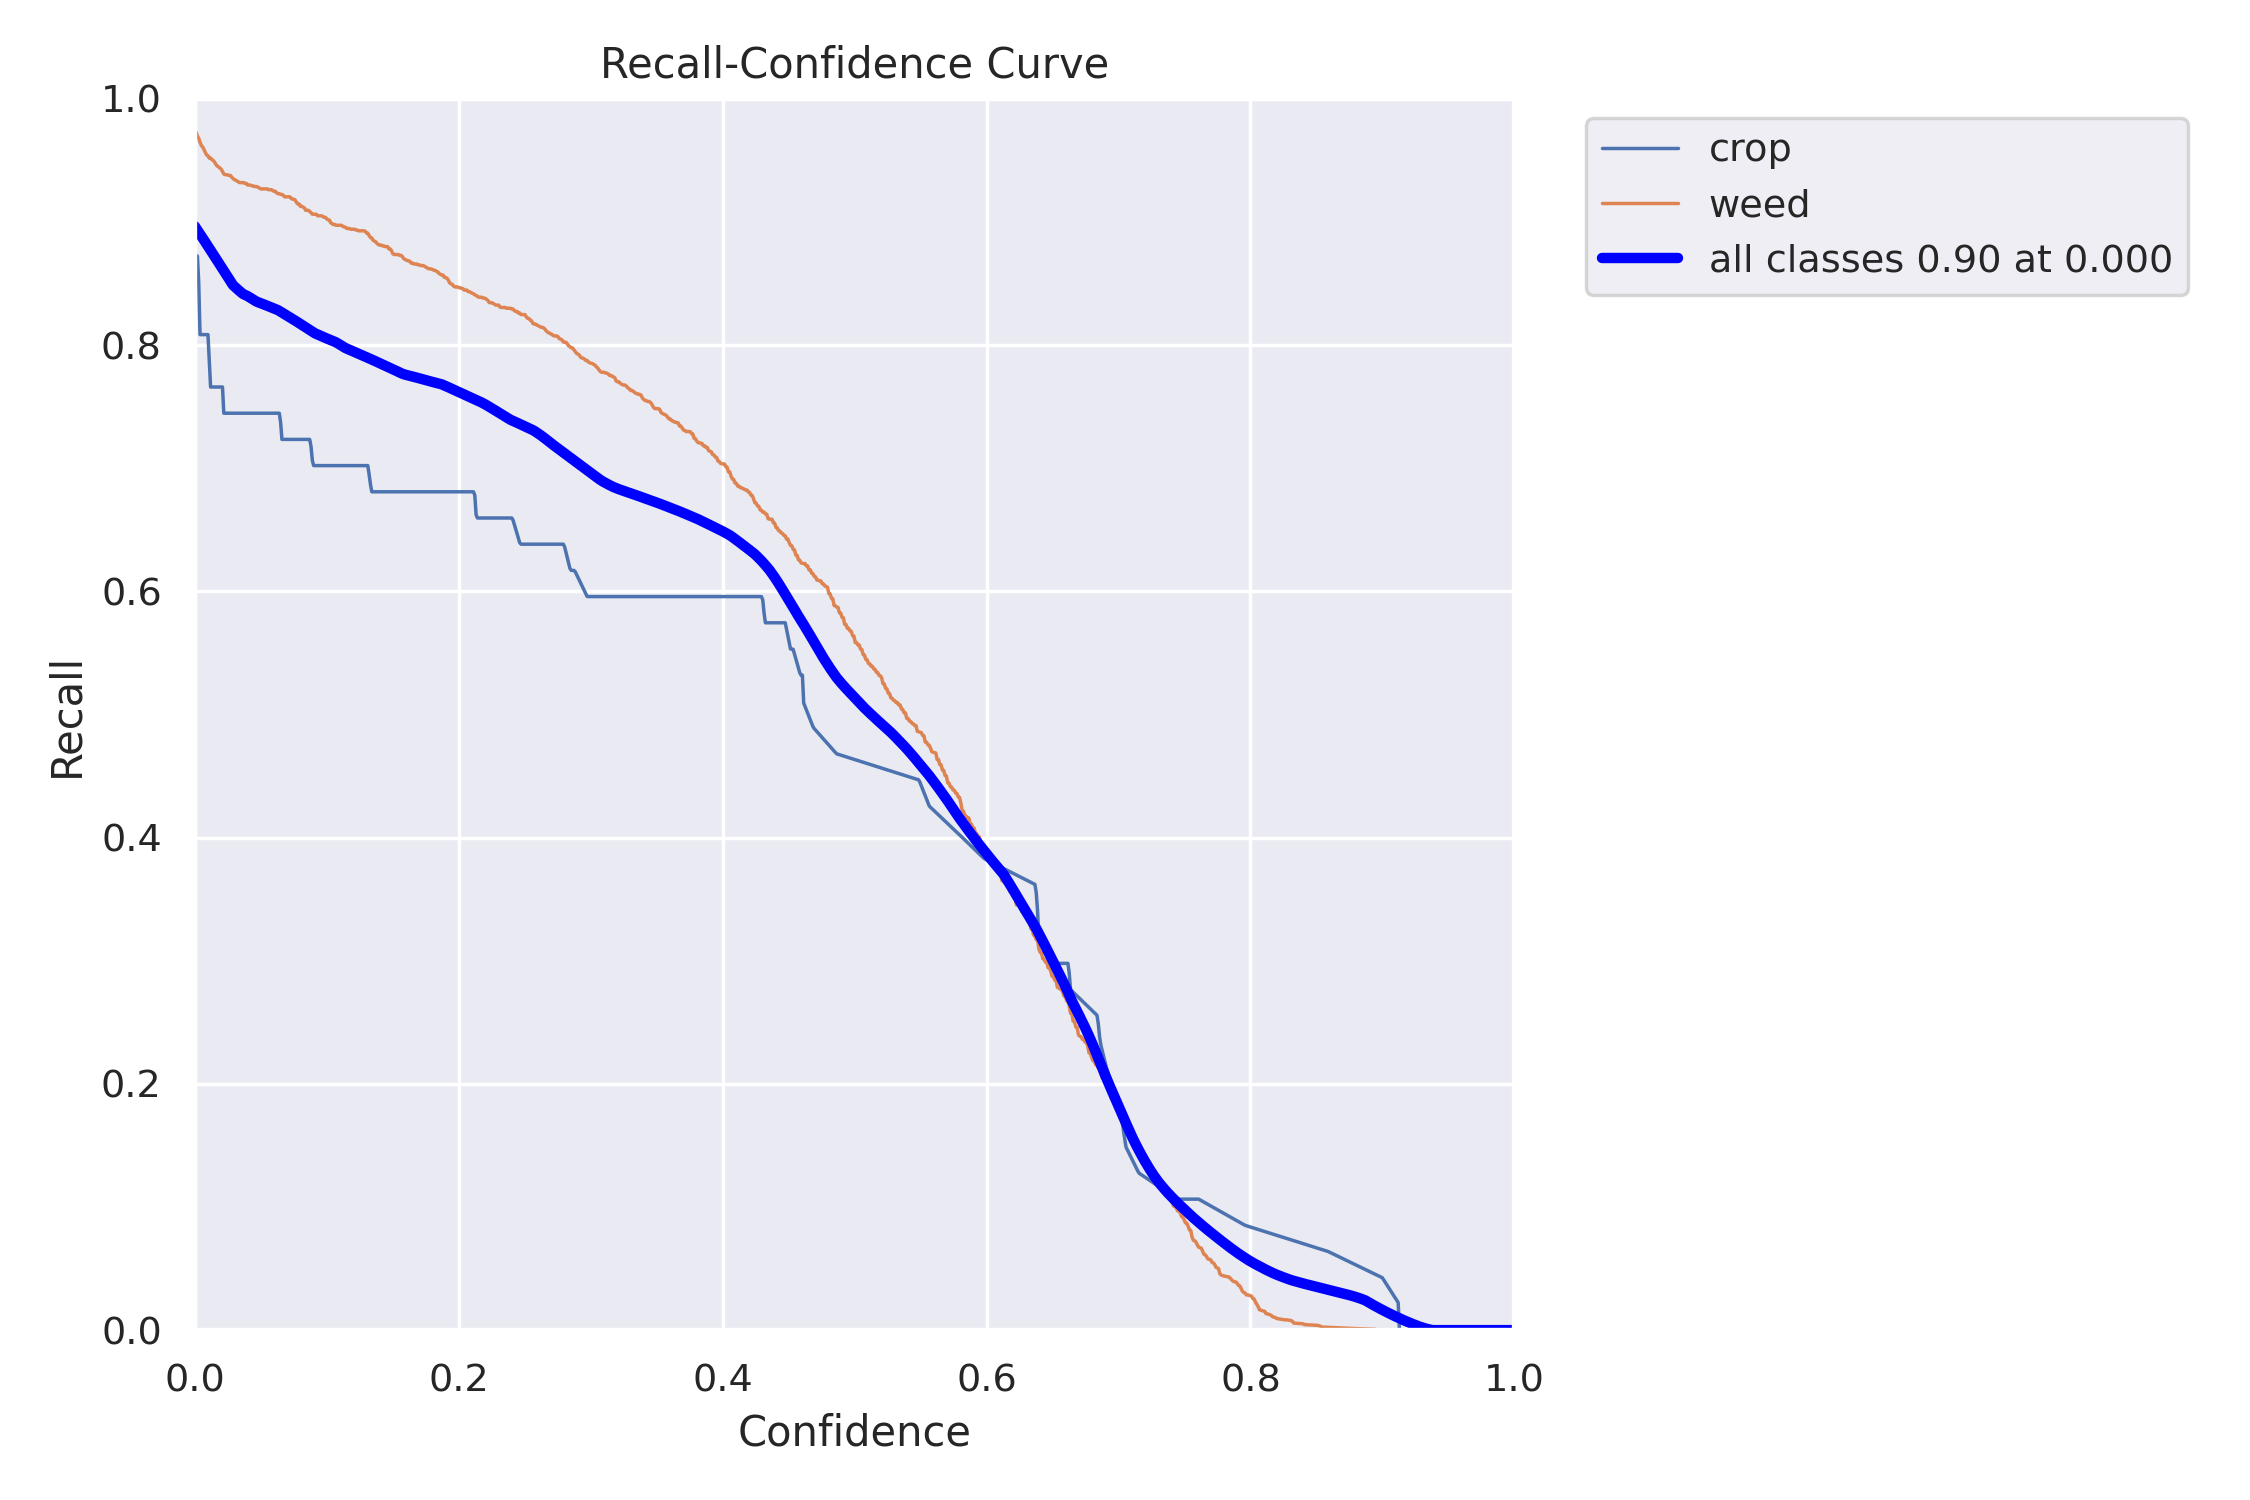 Recall-Confidence Curve
1.0
0.8
0.6
0.4
0.2
0.0
Recall
0.0 0.2 0.4 0.6 0.8 1.0
Confidence
crop
weed
all classes 0.90 at 0.000